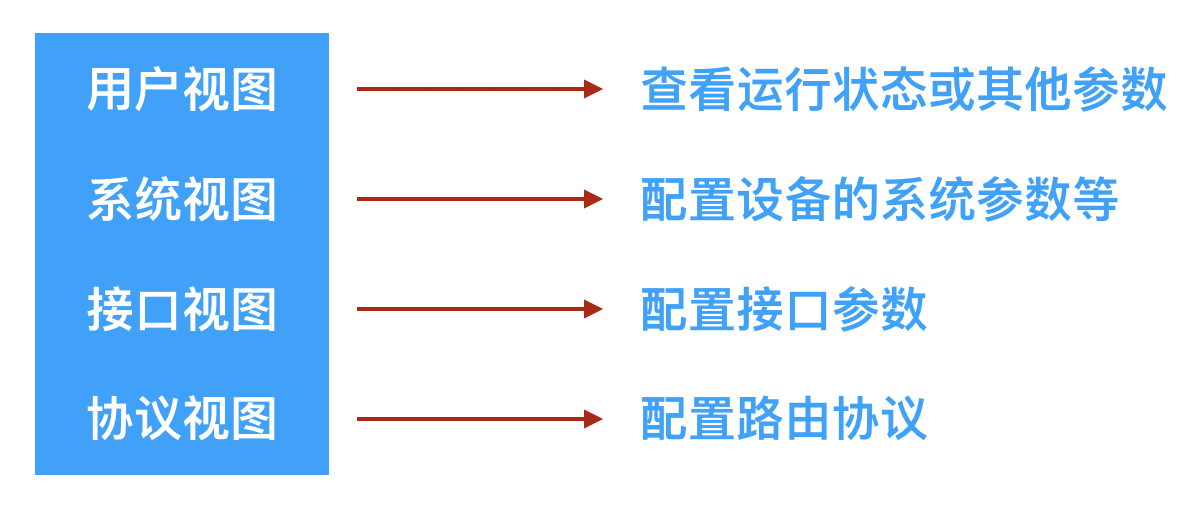 用户视图
查看运行状态或其他参数
系统视图
配置设备的系统参数等
接口视图
配置接口参数
协议视图
配置路由协议